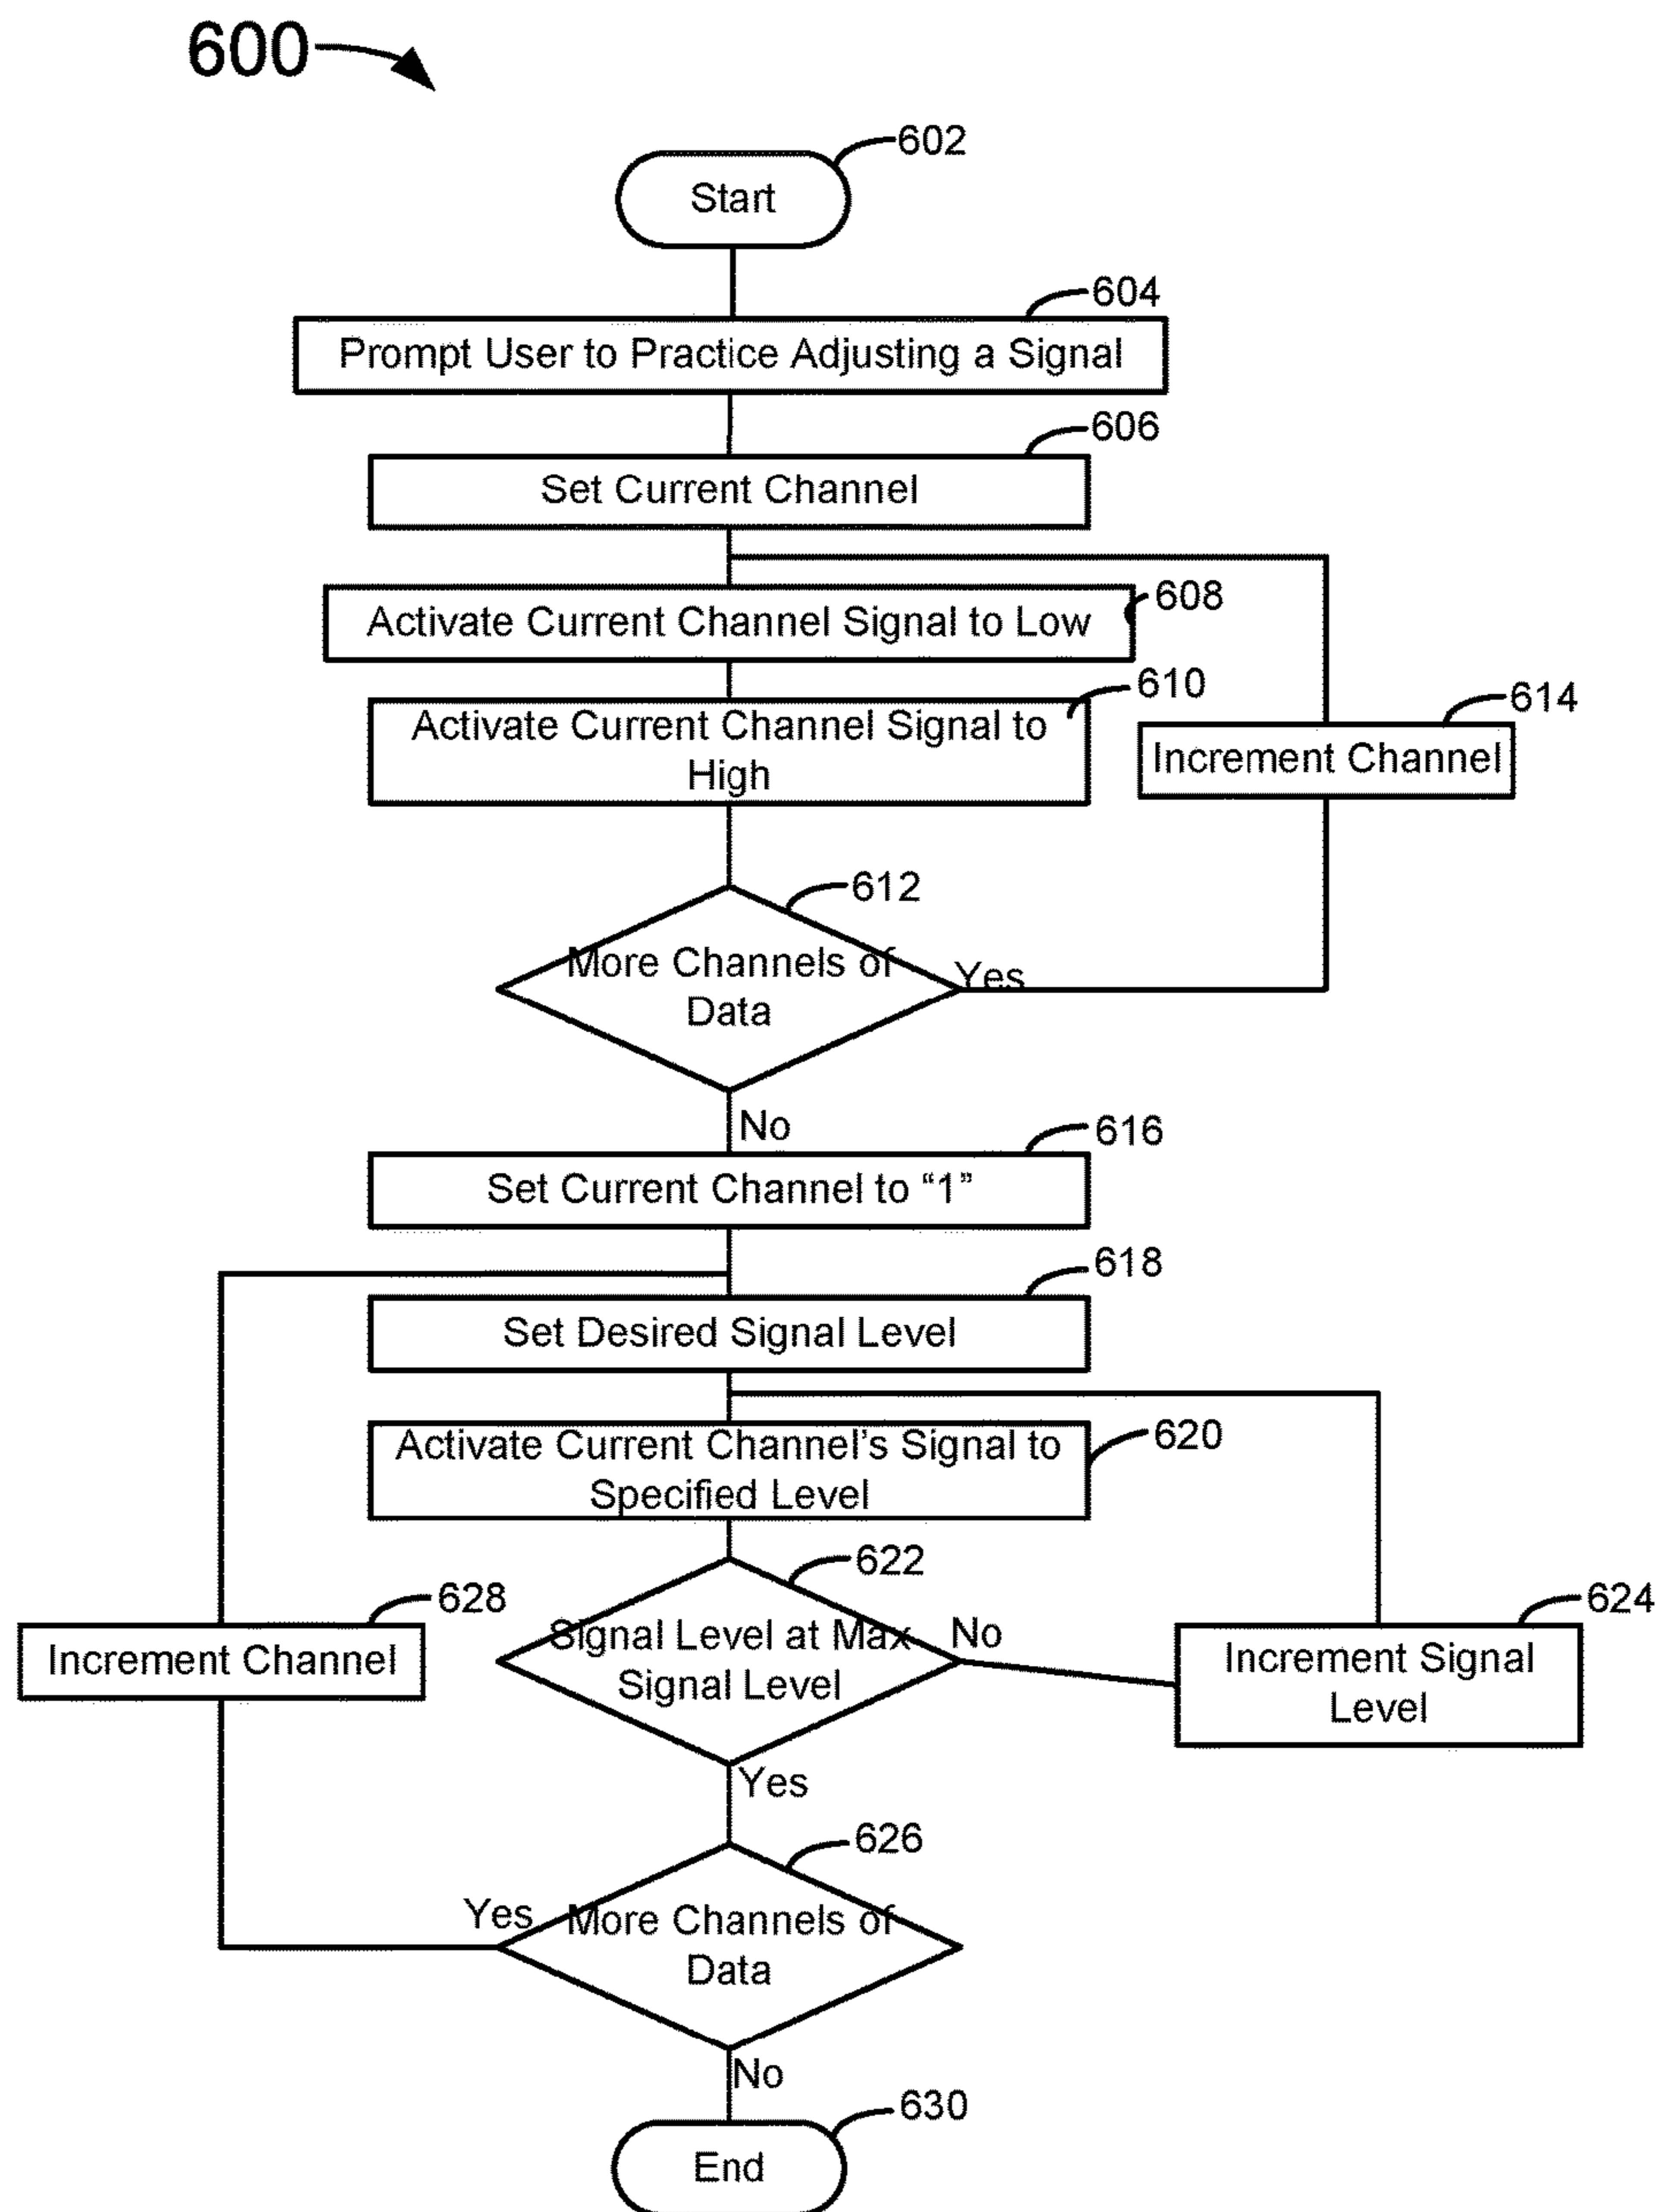 600
602
Start
604
Prompt User to Practice Adjusting a Signal
606
Set Current Channel
608
Activate Current Channel Signal to Low
610
Activate Current Channel Signal to
High
614
Increment Channel
612
More Channels of
Data
Yes
No
616
Set Current Channel to “1”
618
Set Desired Signal Level
620
Activate Current Channel’s Signal to
Specified Level
622
Signal Level at Max
Signal Level
No
624
Increment Signal
Level
628
Increment Channel
Yes
626
More Channels of
Data
Yes
No
630
End